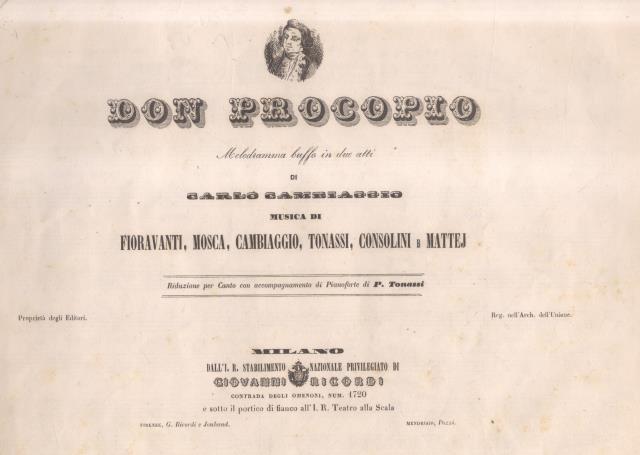 DON PROCOPIO
Melodramma buffo in due atti
DI
CARLO CAMBIAGGIO
MUSICA DI
FIORAVANTI, MOSCA, CAMBIAGGIO, TONASSI, CONSOLINI E MATTEJ
Riduzione per Canto con accompagnamento di Pianoforte di P. Tonassi
Proprietà degli Editori.
Reg. nell'Arch. dell'Unione.
MILANO
DALL'I. R. STABILIMENTO NAZIONALE PRIVILEGIATO DI
GIOVANNI RICORDI
CONTRADA DEGLI OMENONI, NUM. 1720
e sotto il portico di fianco all'I. R. Teatro alla Scala
FIRENZE, G. Ricordi e Jouhaud.
MENDRISIO, Pozzi.